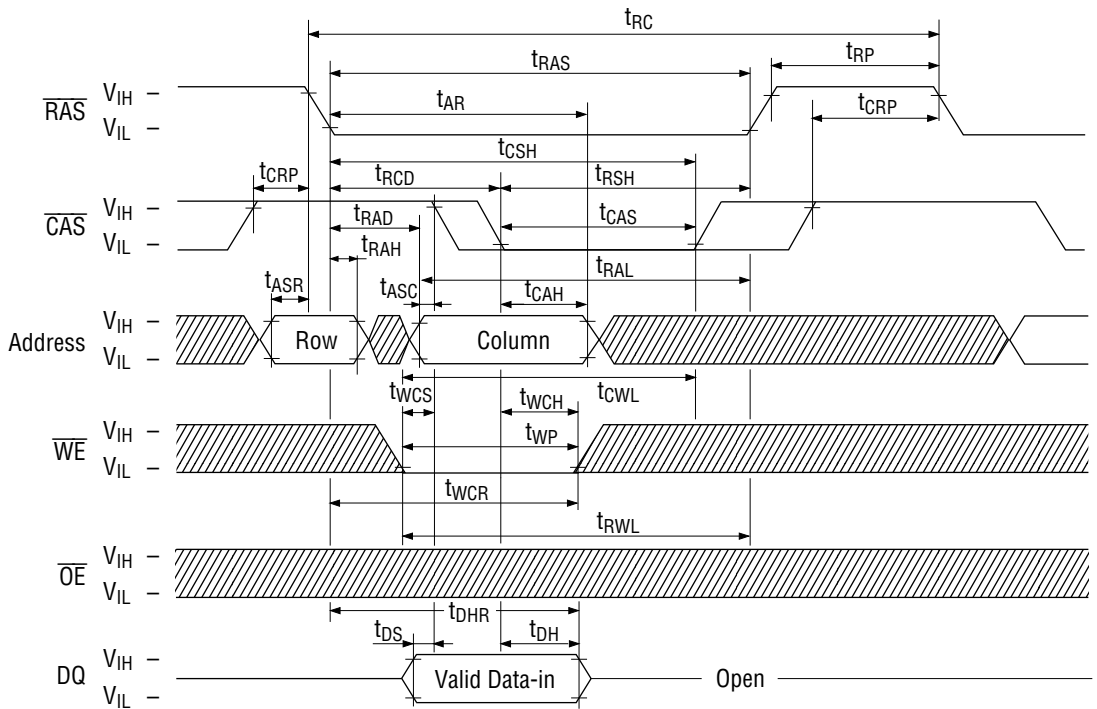 tRC
tRAS
tRP
RAS
VIH –
VIL –
tAR
tCRP
tCSH
tCRP
tRCD
tRSH
CAS
VIH –
VIL –
tRAD
tCAS
tRAH
tRAL
tASR
tASC
tCAH
Address
VIH –
VIL –
Row
Column
tWCS
tCWL
tWCH
WE
VIH –
VIL –
tWP
tWCR
tRWL
OE
VIH –
VIL –
tDHR
tDS
tDH
DQ
VIH –
VIL –
Valid Data-in
Open